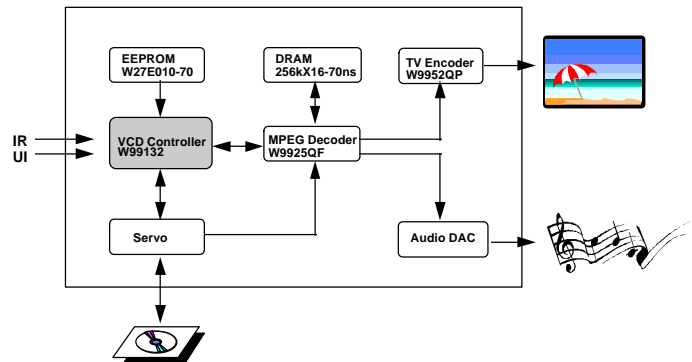 EEPROM
W27E010-70
DRAM
256kX16-70ns
TV Encoder
W9952QP
IR
UI
VCD Controller
W99132
MPEG Decoder
W9925QF
Servo
Audio DAC